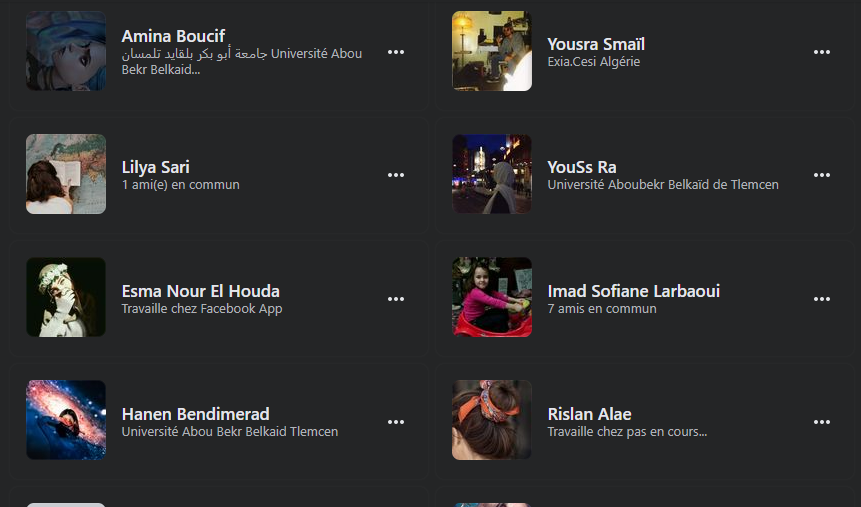 Amina Boucif
جامعة أبو بكر بلقايد تلمسان Université Abou
Bekr Belkaid...
Yousra Smaïl
Exia.Cesi Algérie
Lilya Sari
1 ami(e) en commun
YouSs Ra
Université Aboubekr Belkaïd de Tlemcen
Esma Nour El Houda
Travaille chez Facebook App
Imad Sofiane Larbaoui
7 amis en commun
Hanen Bendimerad
Université Abou Bekr Belkaid Tlemcen
Rislan Alae
Travaille chez pas en cours...